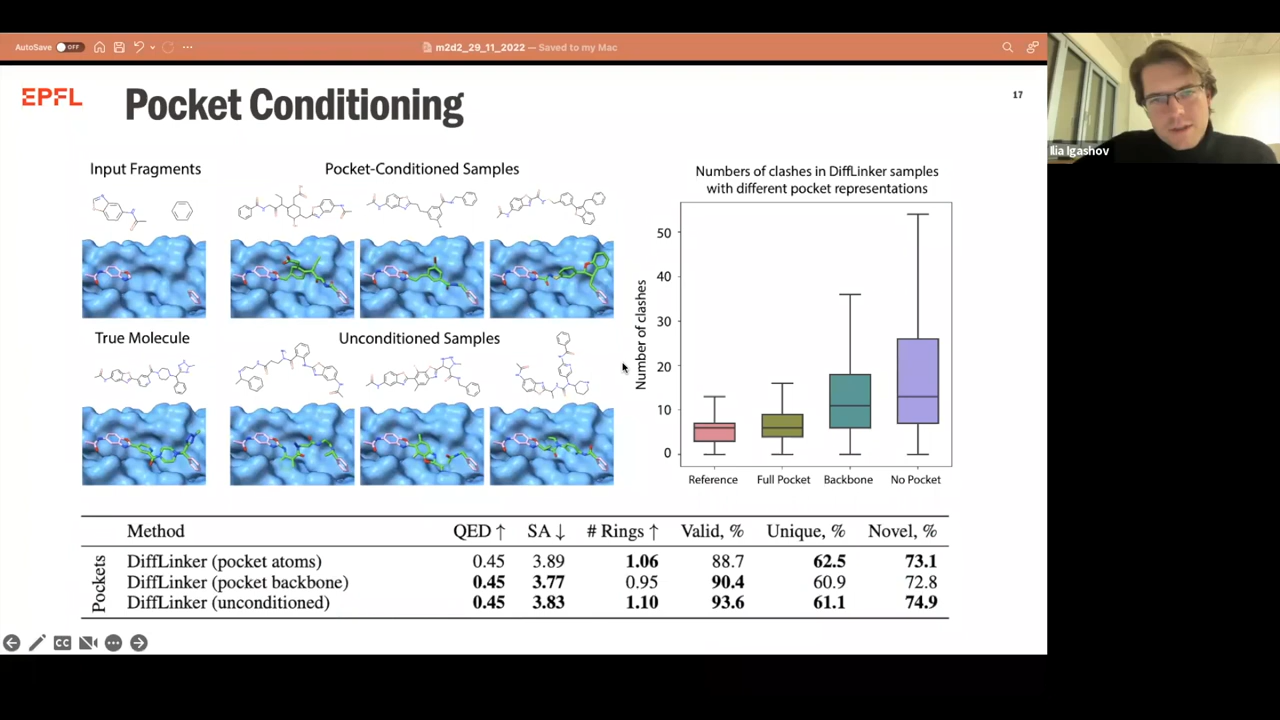 AutoSave OFF
m2d2_29_11_2022 — Saved to my Mac
EPFL
Pocket Conditioning
17
Ilia Igashov
Input Fragments
Pocket-Conditioned Samples
True Molecule
Unconditioned Samples
Numbers of clashes in DiffLinker samples
with different pocket representations
Number of clashes
50
40
30
20
10
0
Reference Full Pocket Backbone No Pocket
Method QED ↑ SA ↓ # Rings ↑ Valid, % Unique, % Novel, %
Pockets
DiffLinker (pocket atoms) 0.45 3.89 1.06 88.7 62.5 73.1
DiffLinker (pocket backbone) 0.45 3.77 0.95 90.4 60.9 72.8
DiffLinker (unconditioned) 0.45 3.83 1.10 93.6 61.1 74.9
CC